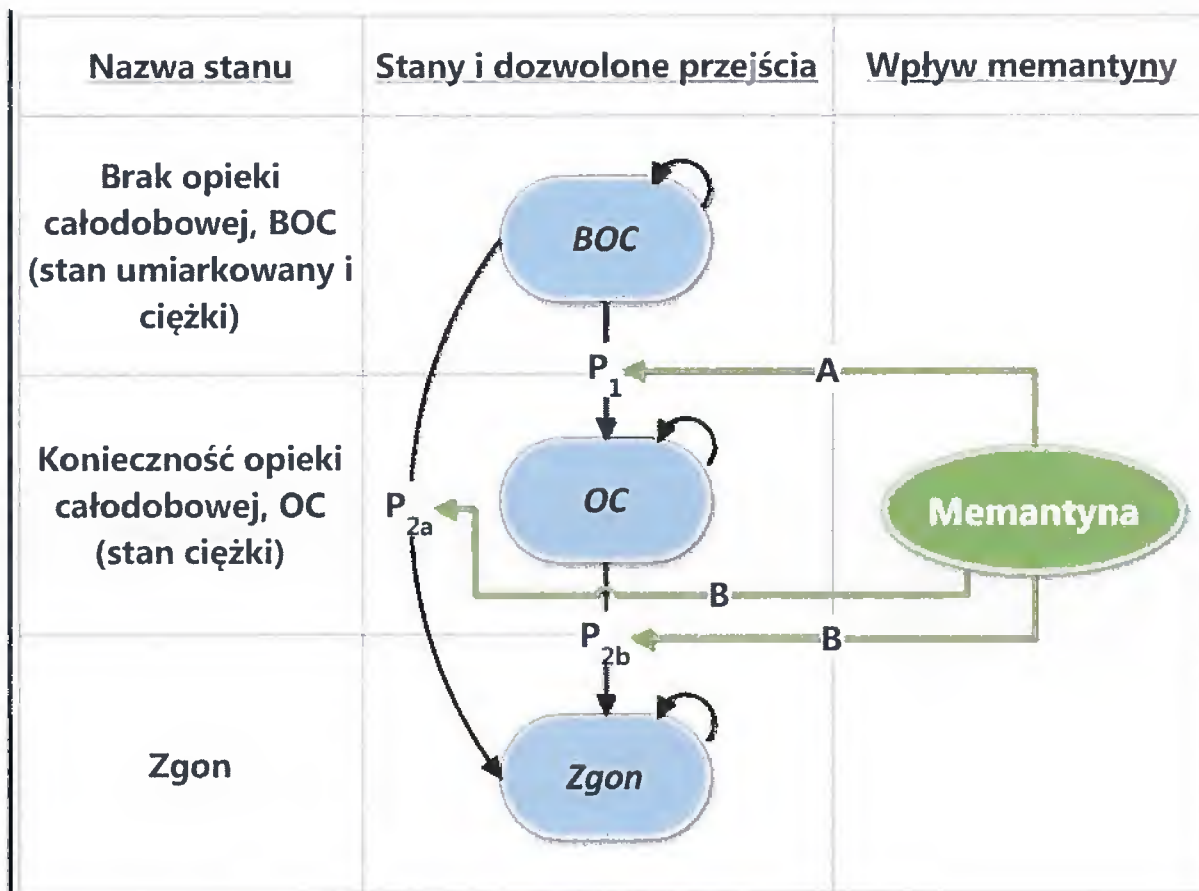 Nazwa stanu
Stany i dozwolone przejścia
Wpływ memantyny
Brak opieki
całodobowej, BOC
(stan umiarkowany i
ciężki)
BOC
P1
A
Konieczność opieki
całodobowej, OC
(stan ciężki)
P2a
OC
Memantyna
B
P2b
B
Zgon
Zgon